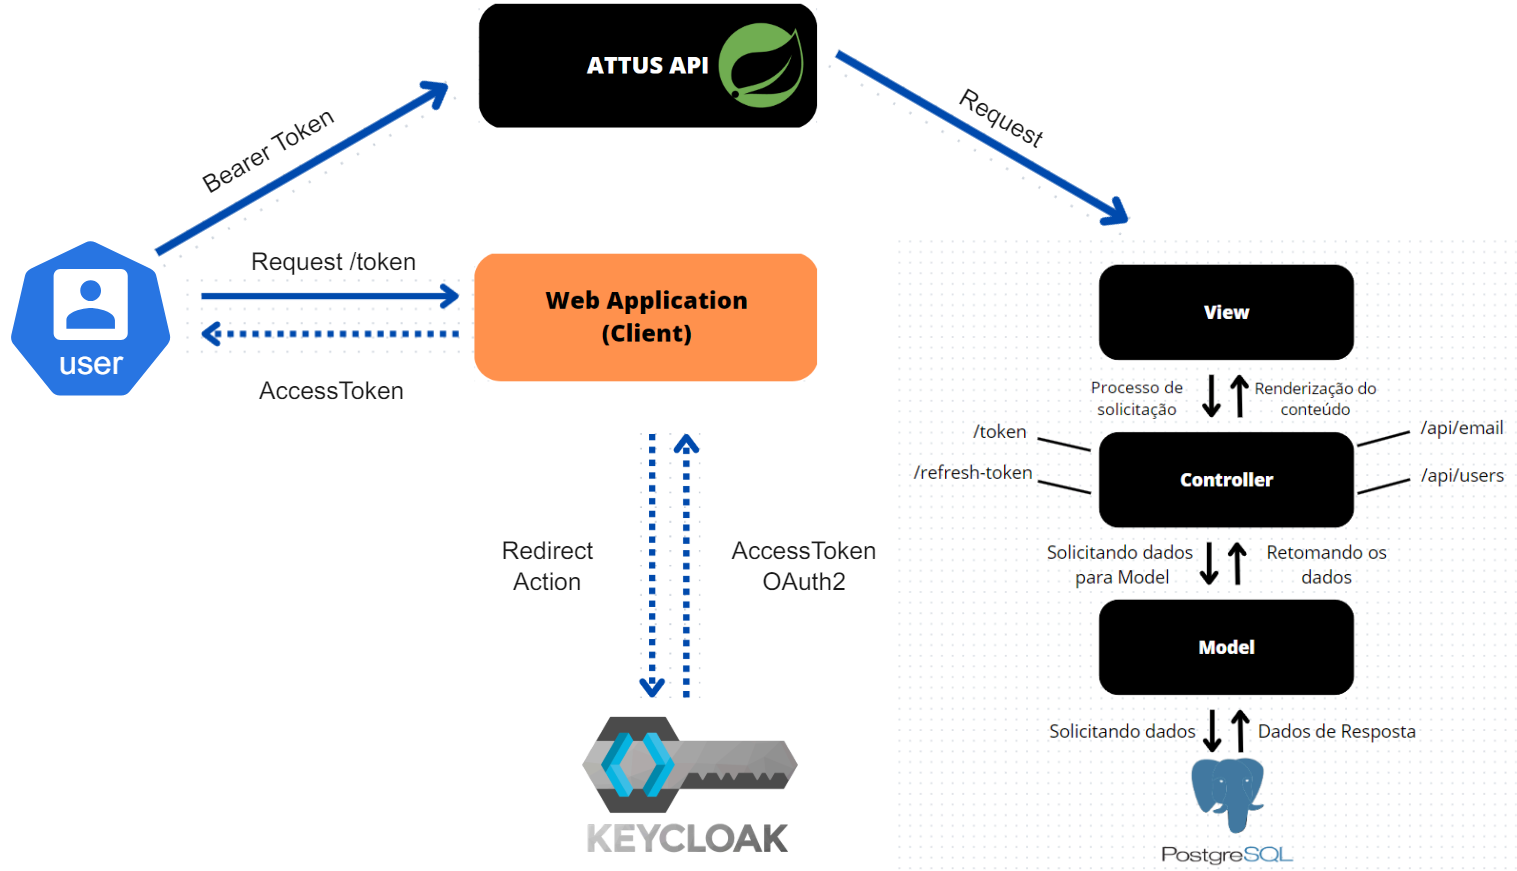 ATTUS API
Bearer Token
Request
user
Request /token
AccessToken
Web Application
(Client)
Redirect
Action
AccessToken
OAuth2
KEYCLOAK
View
Processo de
solicitação
Renderização do
conteúdo
/token
/refresh-token
/api/email
/api/users
Controller
Solicitando dados
para Model
Retomando os
dados
Model
Solicitando dados
Dados de Resposta
PostgreSQL